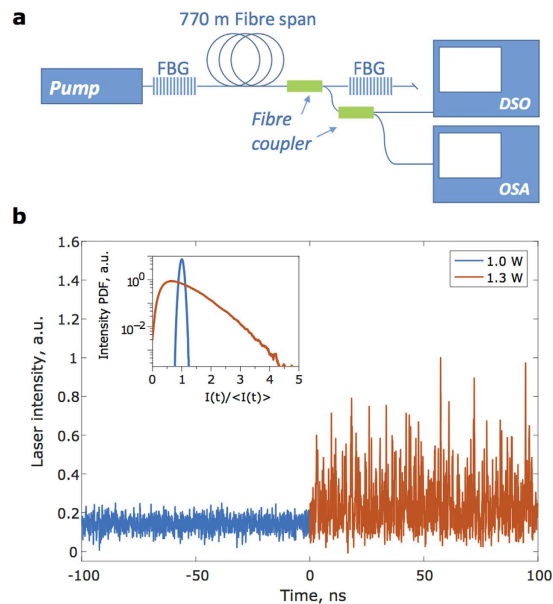 a
770 m Fibre span
FBG
FBG
Pump
DSO
Fibre
coupler
OSA
b
1.6
1.4
1.2
1
0.8
0.6
0.4
0.2
0
Laser intensity, a.u.
-100
-50
0
50
100
Time, ns
1.0 W
1.3 W
Intensity PDF, a.u.
10⁰
10⁻²
0
1
2
3
4
5
I(t)/<I(t)>